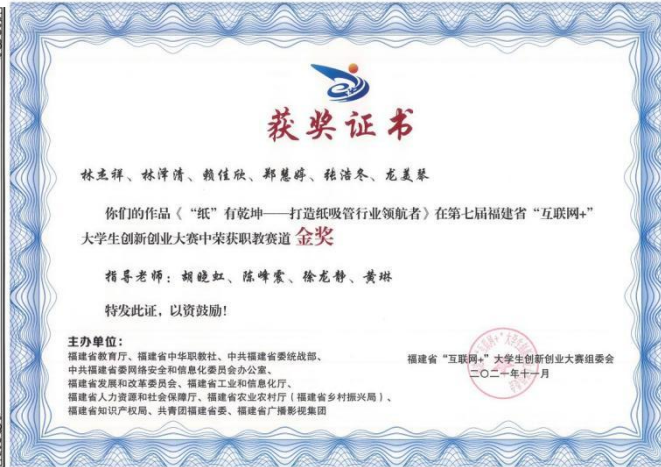 获奖证书
林杰祥、林泽清、赖佳欣、郑慧婷、张浩冬、龙美琴
你们的作品《“纸”有乾坤——打造纸吸管行业领航者》在第七届福建省“互联网+”
大学生创新创业大赛中荣获职教赛道 金奖
指导老师：胡晓虹、陈峰震、徐龙静、黄琳
特发此证，以资鼓励！
主办单位：
福建省教育厅、福建省中华职教社、中共福建省委统战部、
中共福建省委网络安全和信息化委员会办公室、
福建省发展和改革委员会、福建省工业和信息化厅、
福建省人力资源和社会保障厅、福建省农业农村厅（福建省乡村振兴局）、
福建省知识产权局、共青团福建省委、福建省广播影视集团
福建省“互联网+”大学生创新创业大赛组委会
二〇二一年十一月